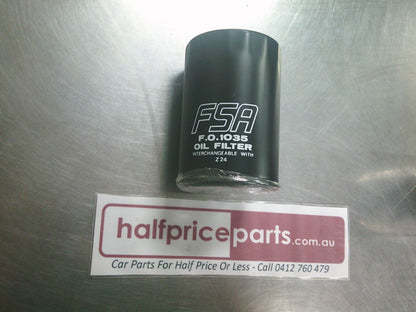 FSA
F.O.1035
OIL FILTER
INTERCHANGEABLE WITH
Z24
halfpriceparts.com.au
Car Parts For Half Price Or Less - Call 0412 760 479